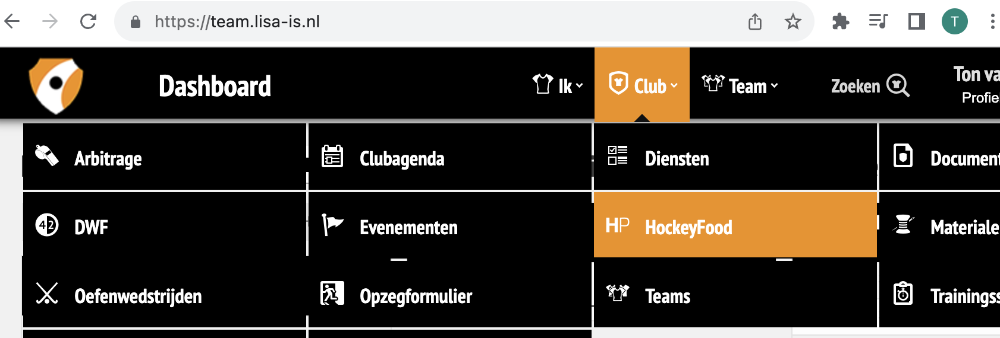 https://team.lisa-is.nl
T
Dashboard
Ik
Club
Team
Zoeken
Ton va
Profiel
Arbitrage
Clubagenda
Diensten
Document
42
DWF
Evenementen
HP
HockeyFood
Materiale
Oefenwedstrijden
Opzegformulier
Teams
Trainingss